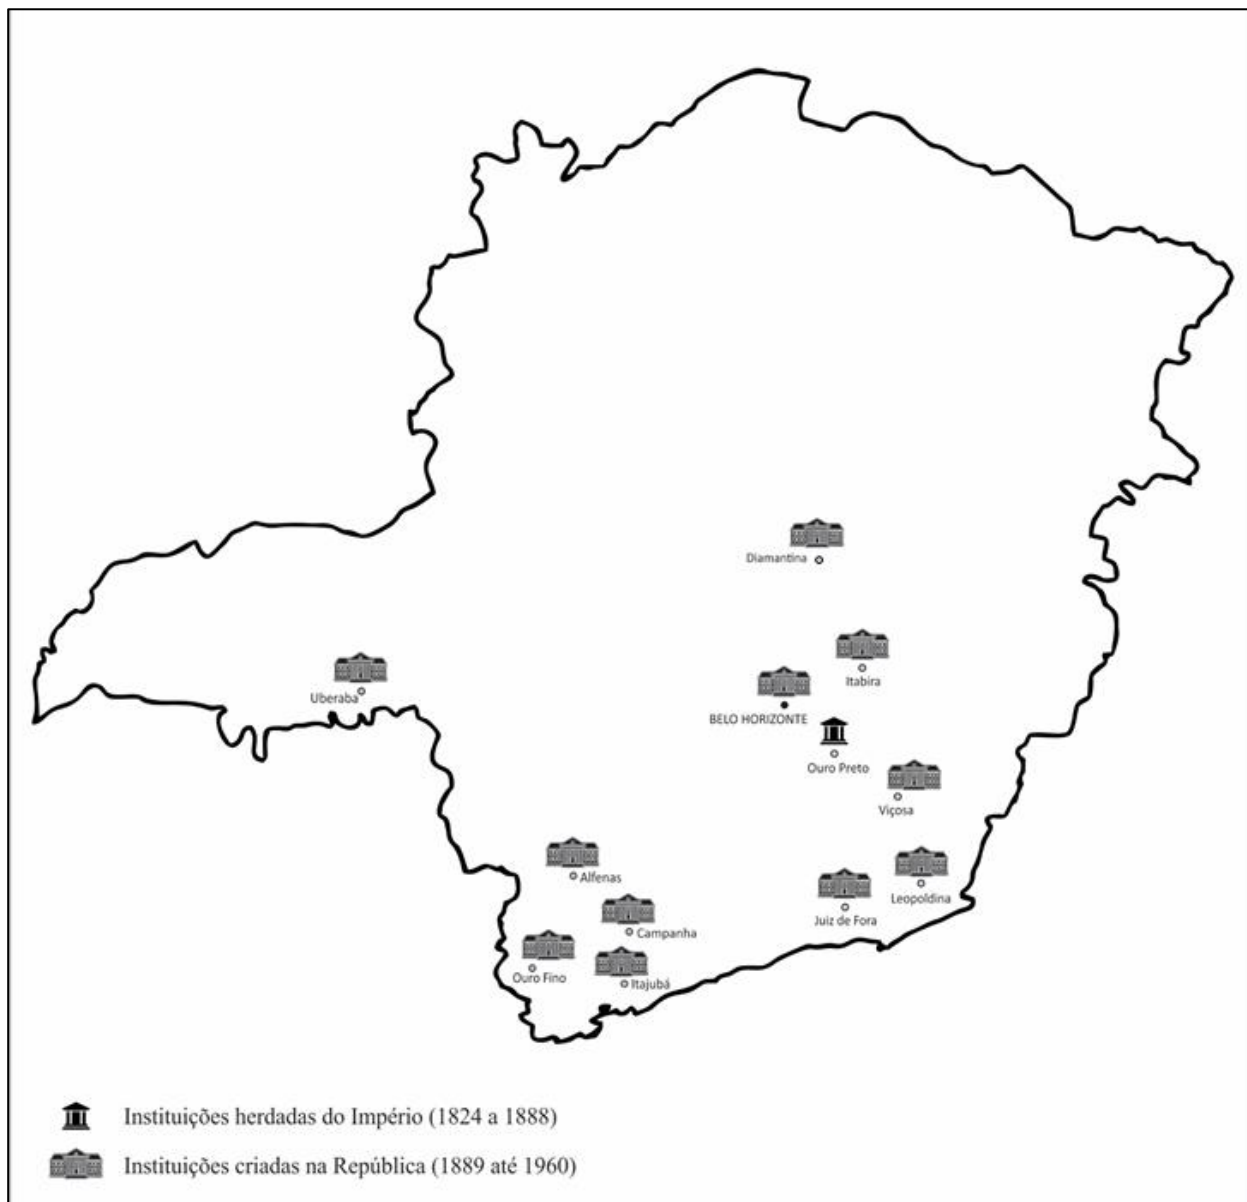 Diamantina
Itabira
Uberaba
BELO HORIZONTE
Ouro Preto
Viçosa
Alfenas
Leopoldina
Juiz de Fora
Campanha
Ouro Fino
Itajubá
Instituições herdadas do Império (1824 a 1888)
Instituições criadas na República (1889 até 1960)